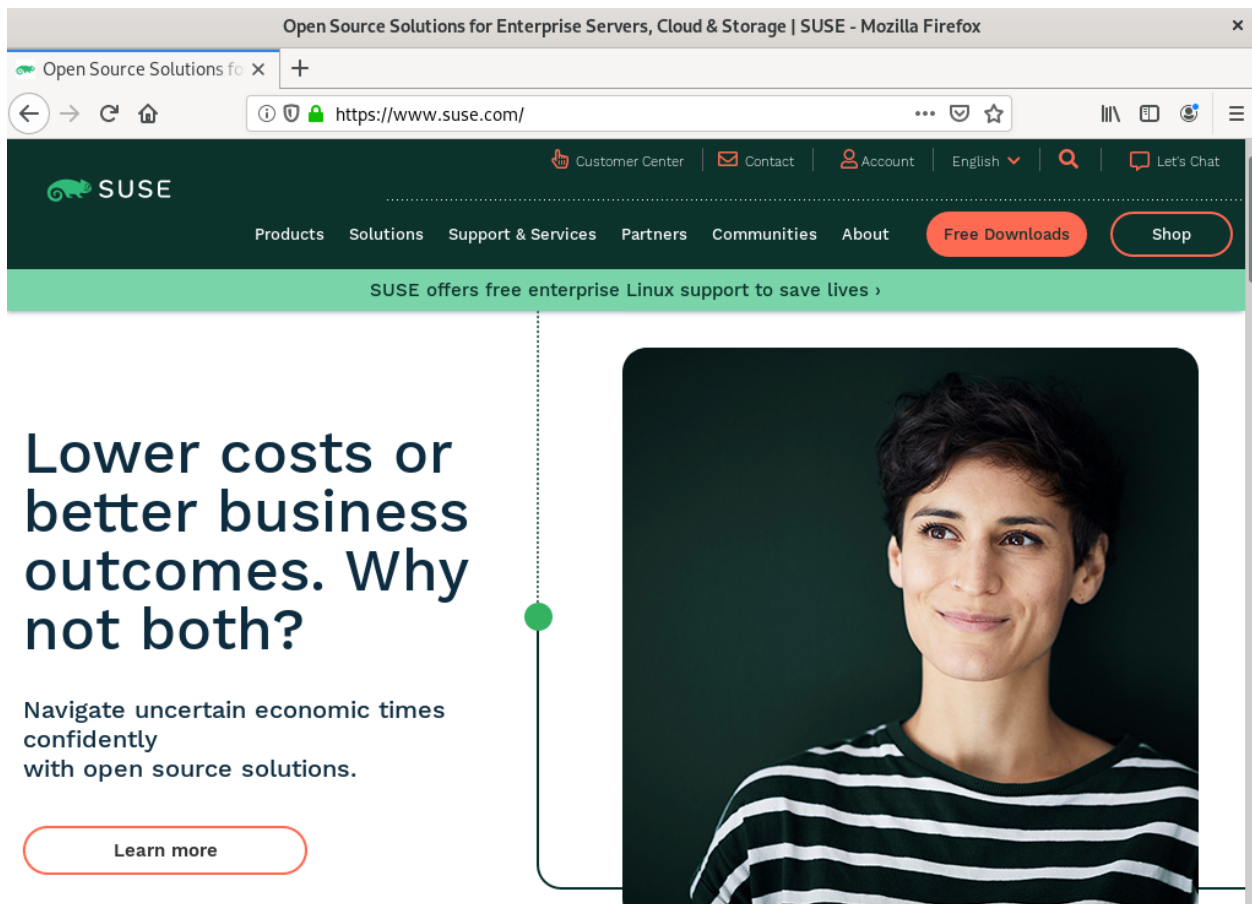 Open Source Solutions for Enterprise Servers, Cloud & Storage | SUSE - Mozilla Firefox
Open Source Solutions fo
https://www.suse.com/
Customer Center Contact Account English Let's Chat
SUSE
Products Solutions Support & Services Partners Communities About Free Downloads Shop
SUSE offers free enterprise Linux support to save lives ›
Lower costs or
better business
outcomes. Why
not both?
Navigate uncertain economic times
confidently
with open source solutions.
Learn more